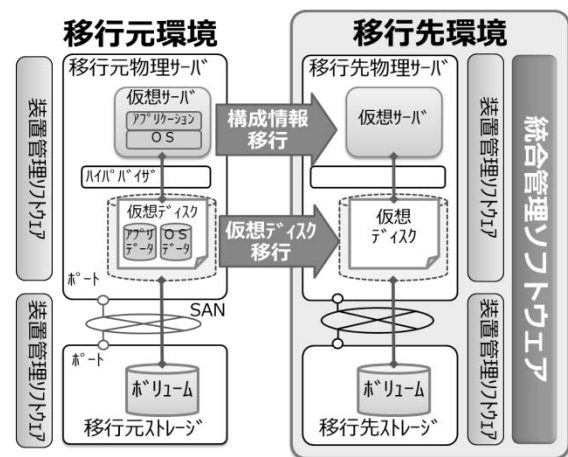 移行元環境
移行先環境
移行元物理サーバ
仮想サーバ
アプリケーション
OS
ハイパバイザ
仮想ディスク
アプリ
データ
OS
データ
ポート
SAN
ポート
ボリューム
移行元ストレージ
装置管理ソフトウェア
装置管理ソフトウェア
構成情報
移行
仮想ディスク
移行
移行先物理サーバ
仮想サーバ
仮想
ディスク
ボリューム
移行先ストレージ
装置管理ソフトウェア
装置管理ソフトウェア
統合管理ソフトウェア